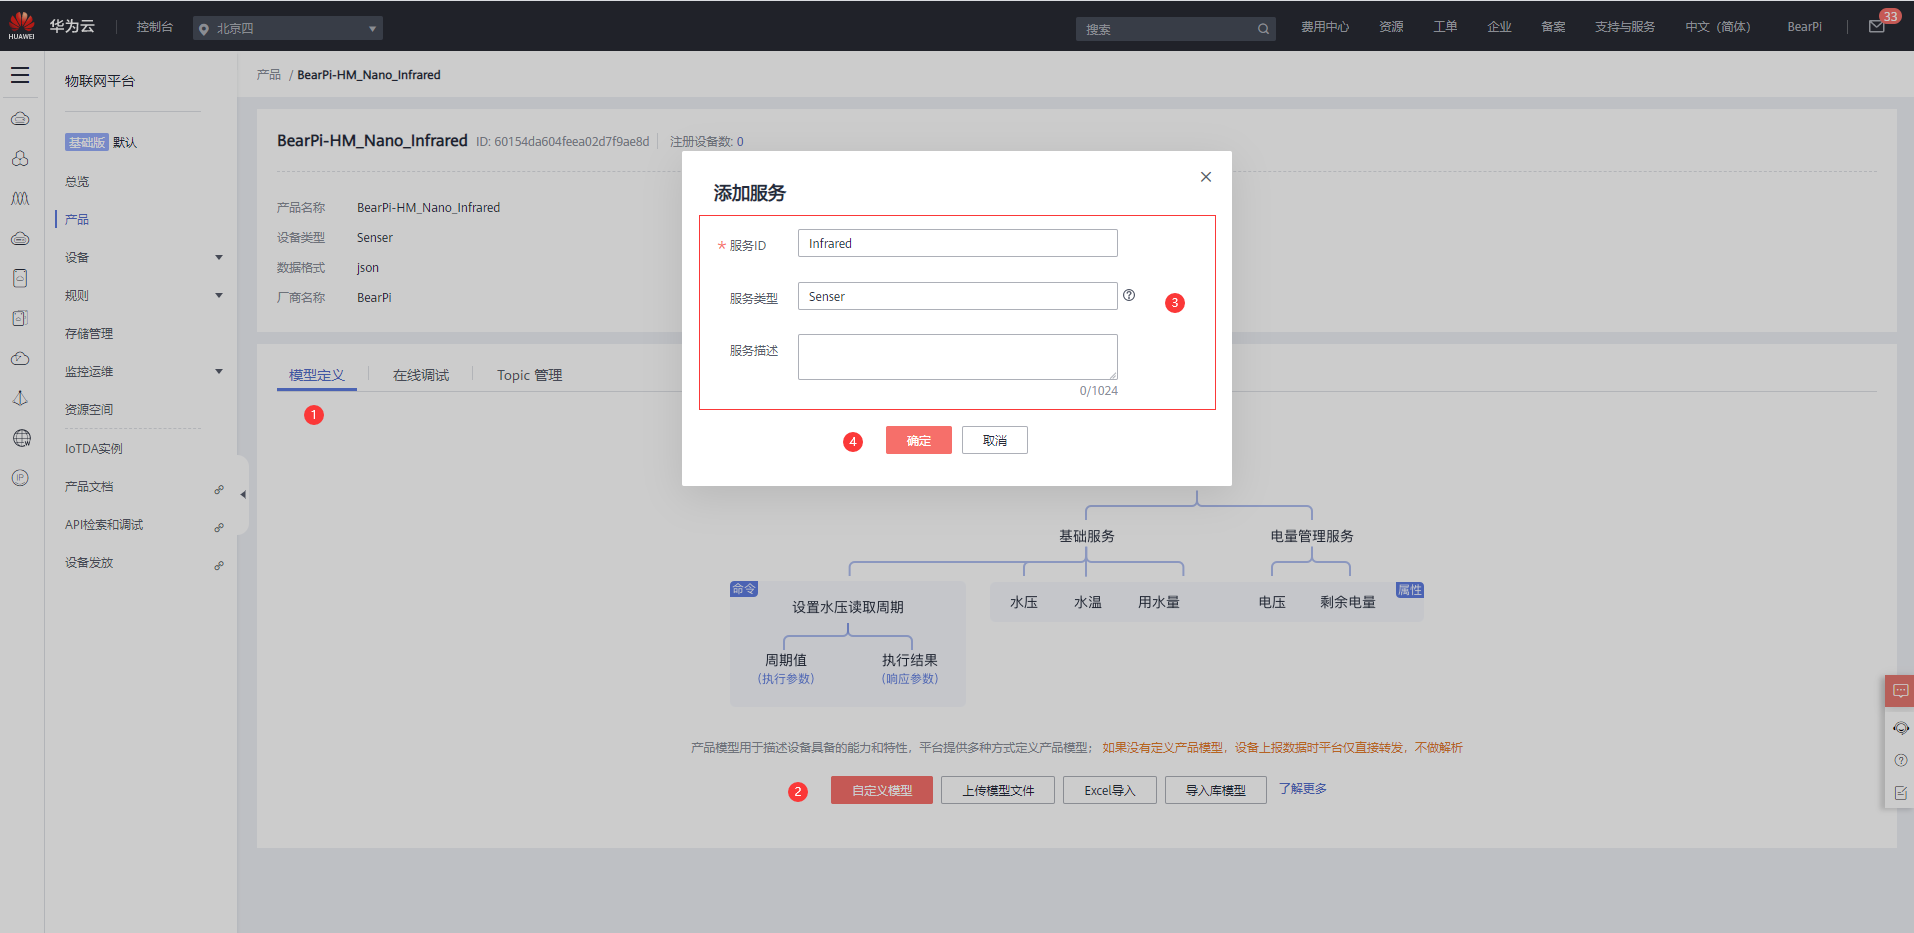 HUAWEI
华为云
控制台
北京四
搜索
费用中心
资源
工单
企业
备案
支持与服务
中文（简体）
BearPi
33
物联网平台
基础版 默认
总览
产品
设备
规则
存储管理
监控运维
资源空间
IoTDA实例
产品文档
API检索和调试
设备发放
IP
产品 / BearPi-HM_Nano_Infrared
BearPi-HM_Nano_Infrared ID: 60154da604feea02d7f9ae8d 注册设备数: 0
产品名称 BearPi-HM_Nano_Infrared
设备类型 Senser
数据格式 json
厂商名称 BearPi
模型定义 在线调试 Topic 管理
1
添加服务
* 服务ID Infrared
服务类型 Senser
3
服务描述
0/1024
4 确定 取消
基础服务 电量管理服务
命令
设置水压读取周期
周期值 执行结果
(执行参数) (响应参数)
水压 水温 用水量 电压 剩余电量
属性
产品模型用于描述设备具备的能力和特性，平台提供多种方式定义产品模型；如果没有定义产品模型，设备上报数据时平台仅直接转发，不做解析
2 自定义模型 上传模型文件 Excel导入 导入库模型 了解更多